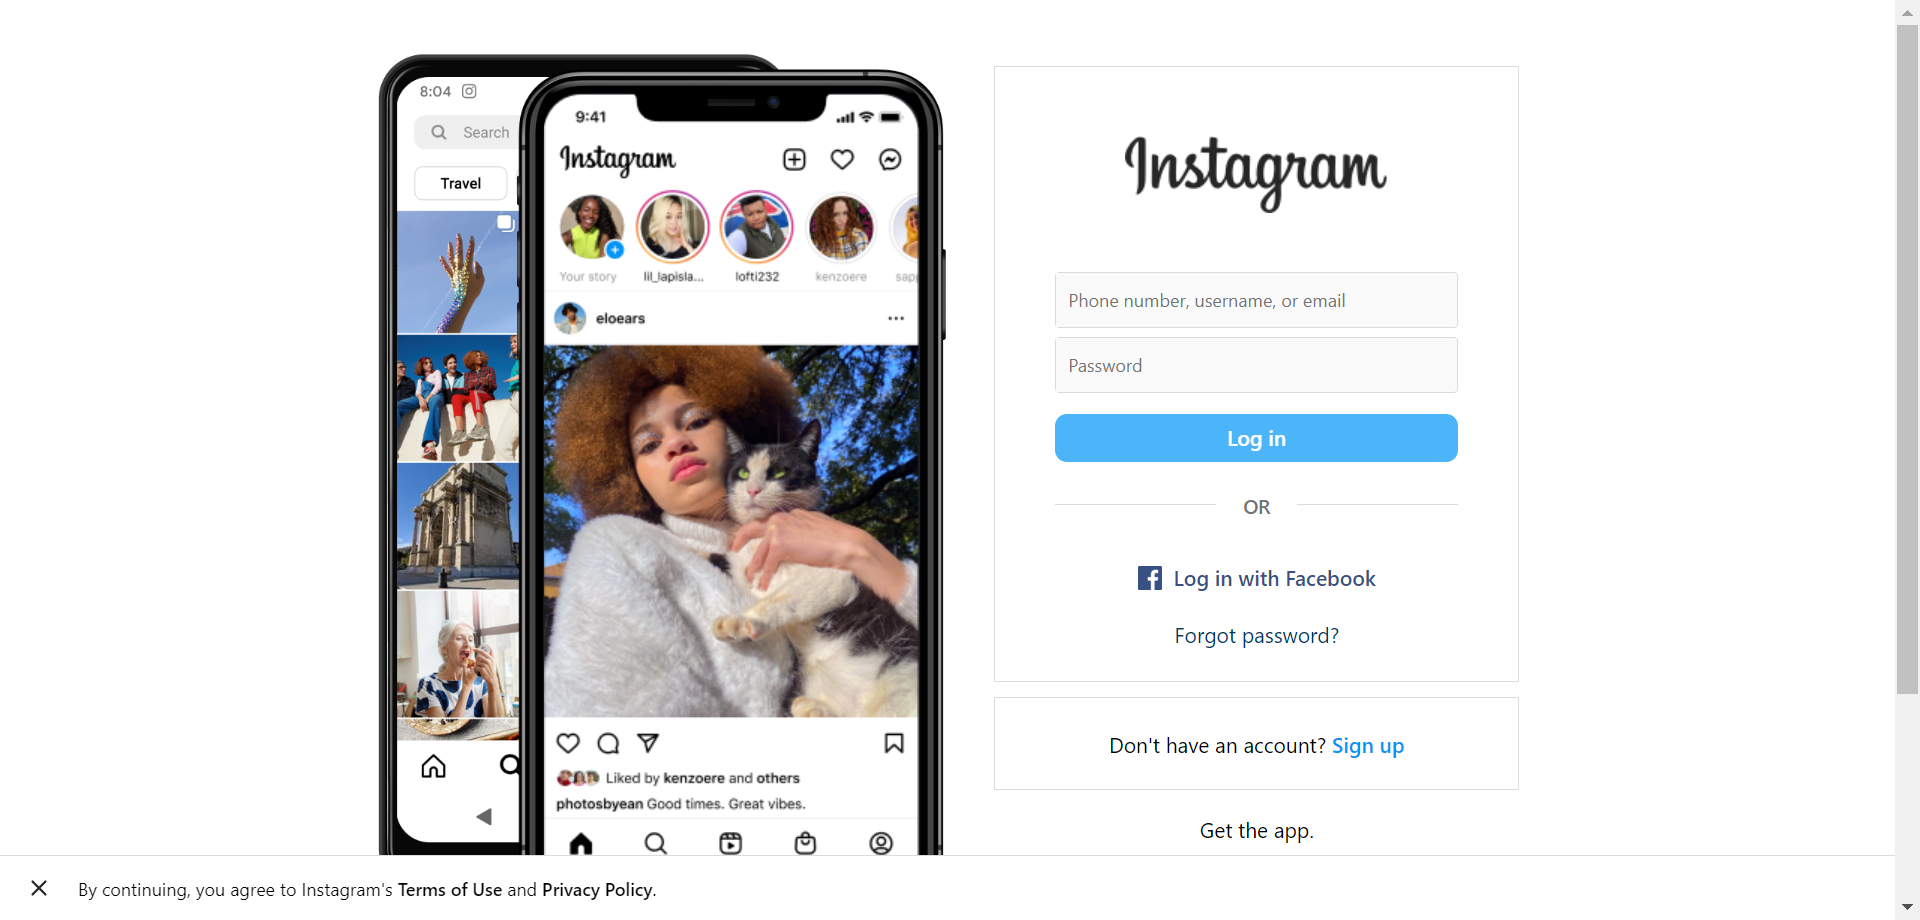 8:04
Search
Travel
9:41
Instagram
Your story
lil_lapisla...
lofti232
kenzoere
sapp
eloears
Liked by kenzoere and others
photosbyean Good times. Great vibes.
Instagram
Phone number, username, or email
Password
Log in
OR
Log in with Facebook
Forgot password?
Don't have an account? Sign up
Get the app.
By continuing, you agree to Instagram's Terms of Use and Privacy Policy.